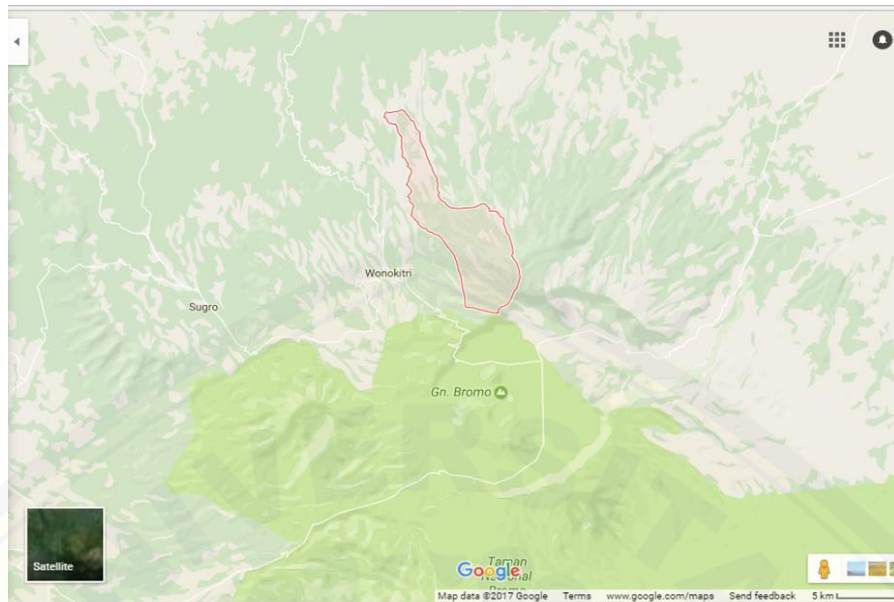 Wonokitri
Sugro
Gn. Bromo
Satellite
Google
Taman
National
Map data ©2017 Google Terms www.google.com/maps Send feedback 5 km